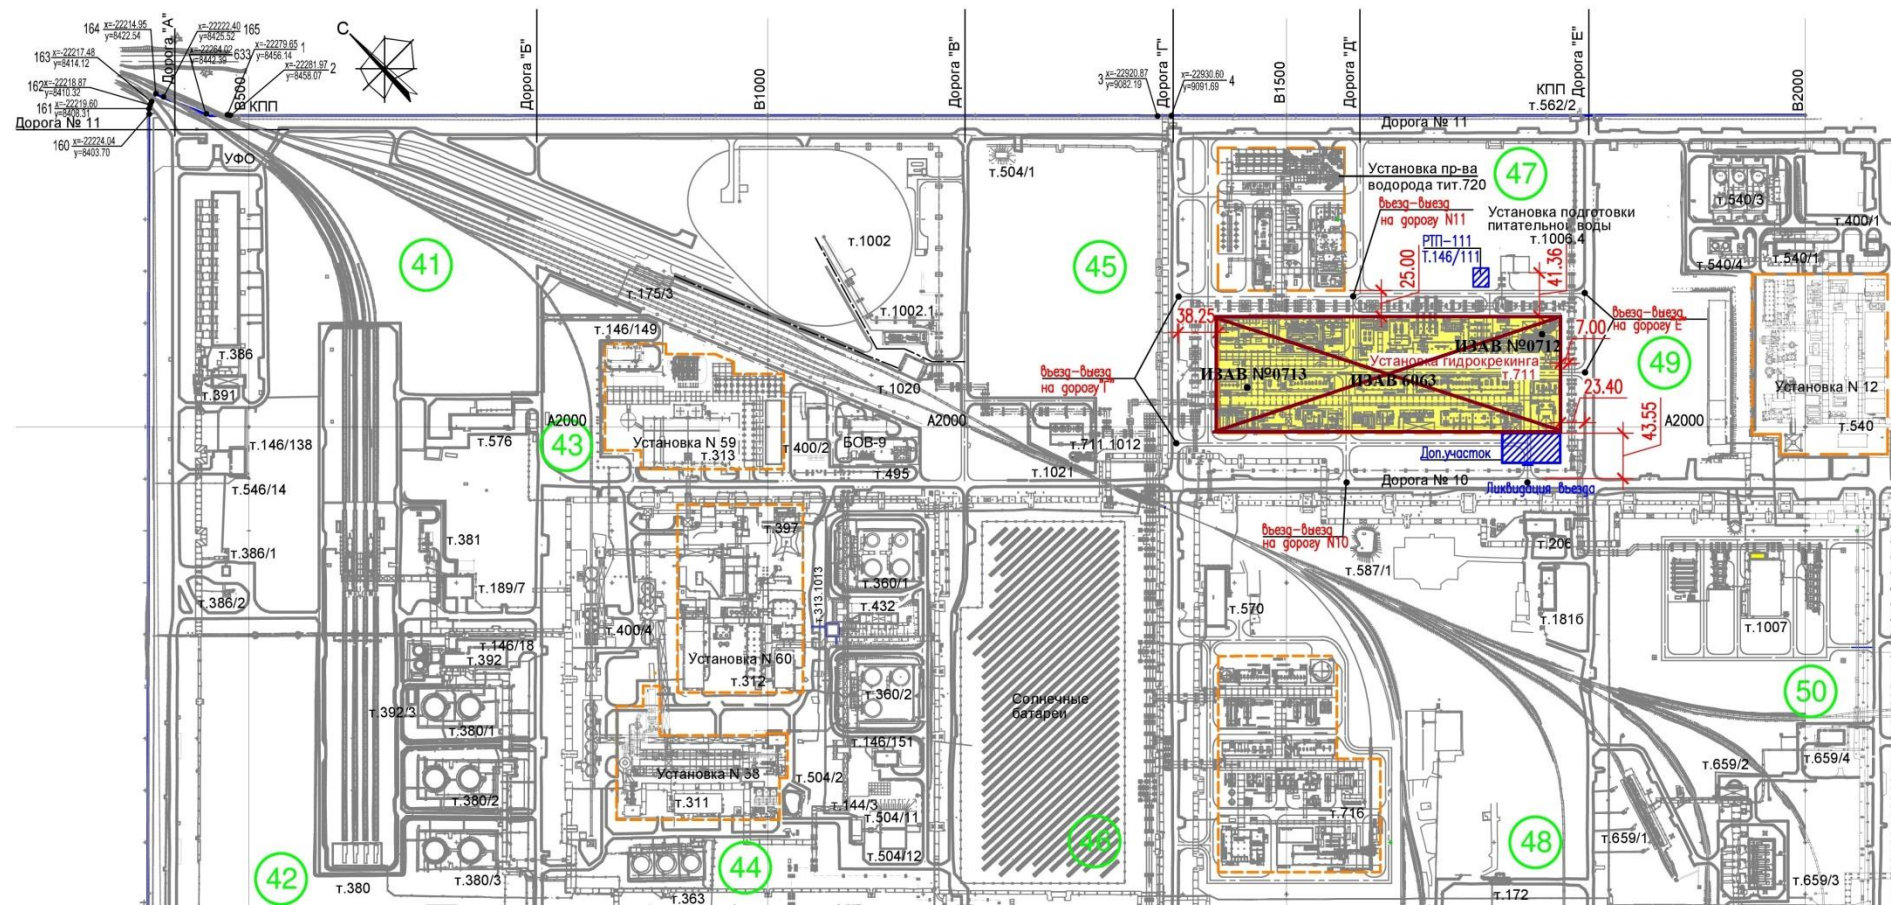 164 x=-22214.95
y=8422.54
Дорога "А"
x=-22222.40 165
y=8425.52
163 x=-22217.48
y=8414.12
x=-22264.02 633
y=8442.39
x=-22279.65 1
y=8456.14
162 x=-22218.87
y=8410.32
x=-22281.97 2
y=8458.07
161 x=-22219.60
y=8408.31
B500
КПП
Дорога № 11
160 x=-22224.04
y=8403.70
С
Дорога "Б"
B1000
Дорога "В"
3 x=-22920.87
y=9082.19
Дорога "Г"
x=-22930.60 4
y=9091.69
B1500
Дорога "Д"
КПП
т.562/2
Дорога "Е"
B2000
Дорога № 11
УФО
т.504/1
Установка пр-ва
водорода тит.720
47
въезд-выезд
на дорогу N11
Установка подготовки
питательной воды
т.1006.4
РТП-111
Т.146/111
т.540/3
т.400/1
т.540/4
т.540/1
41
т.1002
45
25.00
41.36
т.175/3
т.1002.1
38.25
въезд-выезд
на дорогу Е
7.00
т.146/149
т.386
т.391
т.1020
въезд-выезд
на дорогу"Г"
ИЗАВ №0712
Установка гидрокрекинга
т.711
ИЗАВ №0713
ИЗАВ 6063
49
23.40
Установка N 12
т.540
A2000
A2000
A2000
43.55
т.146/138
т.576
43
Установка N 59
т.313
т.400/2
БОВ-9
т.495
т.711.1012
т.1021
Доп.участок
Дорога № 10
Ликвидация въезда
т.546/14
т.386/1
т.381
т.397
въезд-выезд
на дорогу N10
т.587/1
т.206
т.386/2
т.189/7
т.360/1
т.313.1013
т.432
т.570
т.181б
т.1007
т.400/4
т.146/18
т.392
Установка N 60
т.312
т.360/2
50
Солнечные
батареи
т.392/3
т.380/1
т.146/151
т.380/2
Установка N 58
т.311
т.504/2
т.144/3
т.504/11
т.716
т.659/2
т.659/4
т.504/12
46
48
т.659/1
42
т.380
т.380/3
44
т.363
т.172
т.659/3